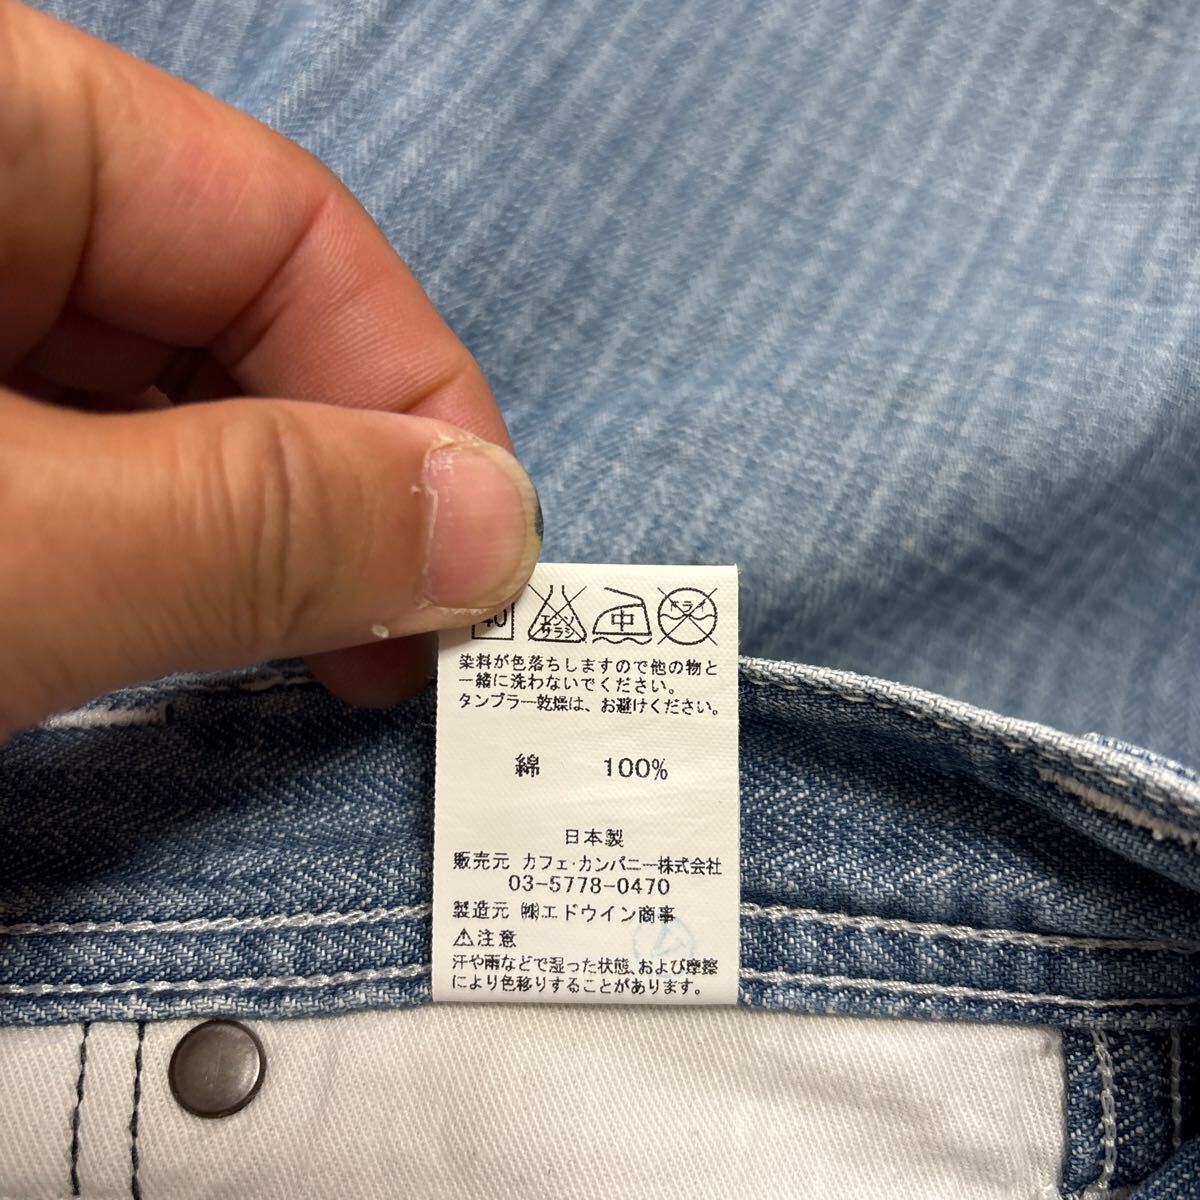 40 エンソサラシ 中 ドライ
染料が色落ちしますので他の物と
一緒に洗わないでください。
タンブラー乾燥は、お避けください。
綿 100%
日本製
販売元 カフェ・カンパニー株式会社
03-5778-0470
製造元 ㈱エドウイン商事
⚠注意
汗や雨などで湿った状態、および摩擦
により色移りすることがあります。